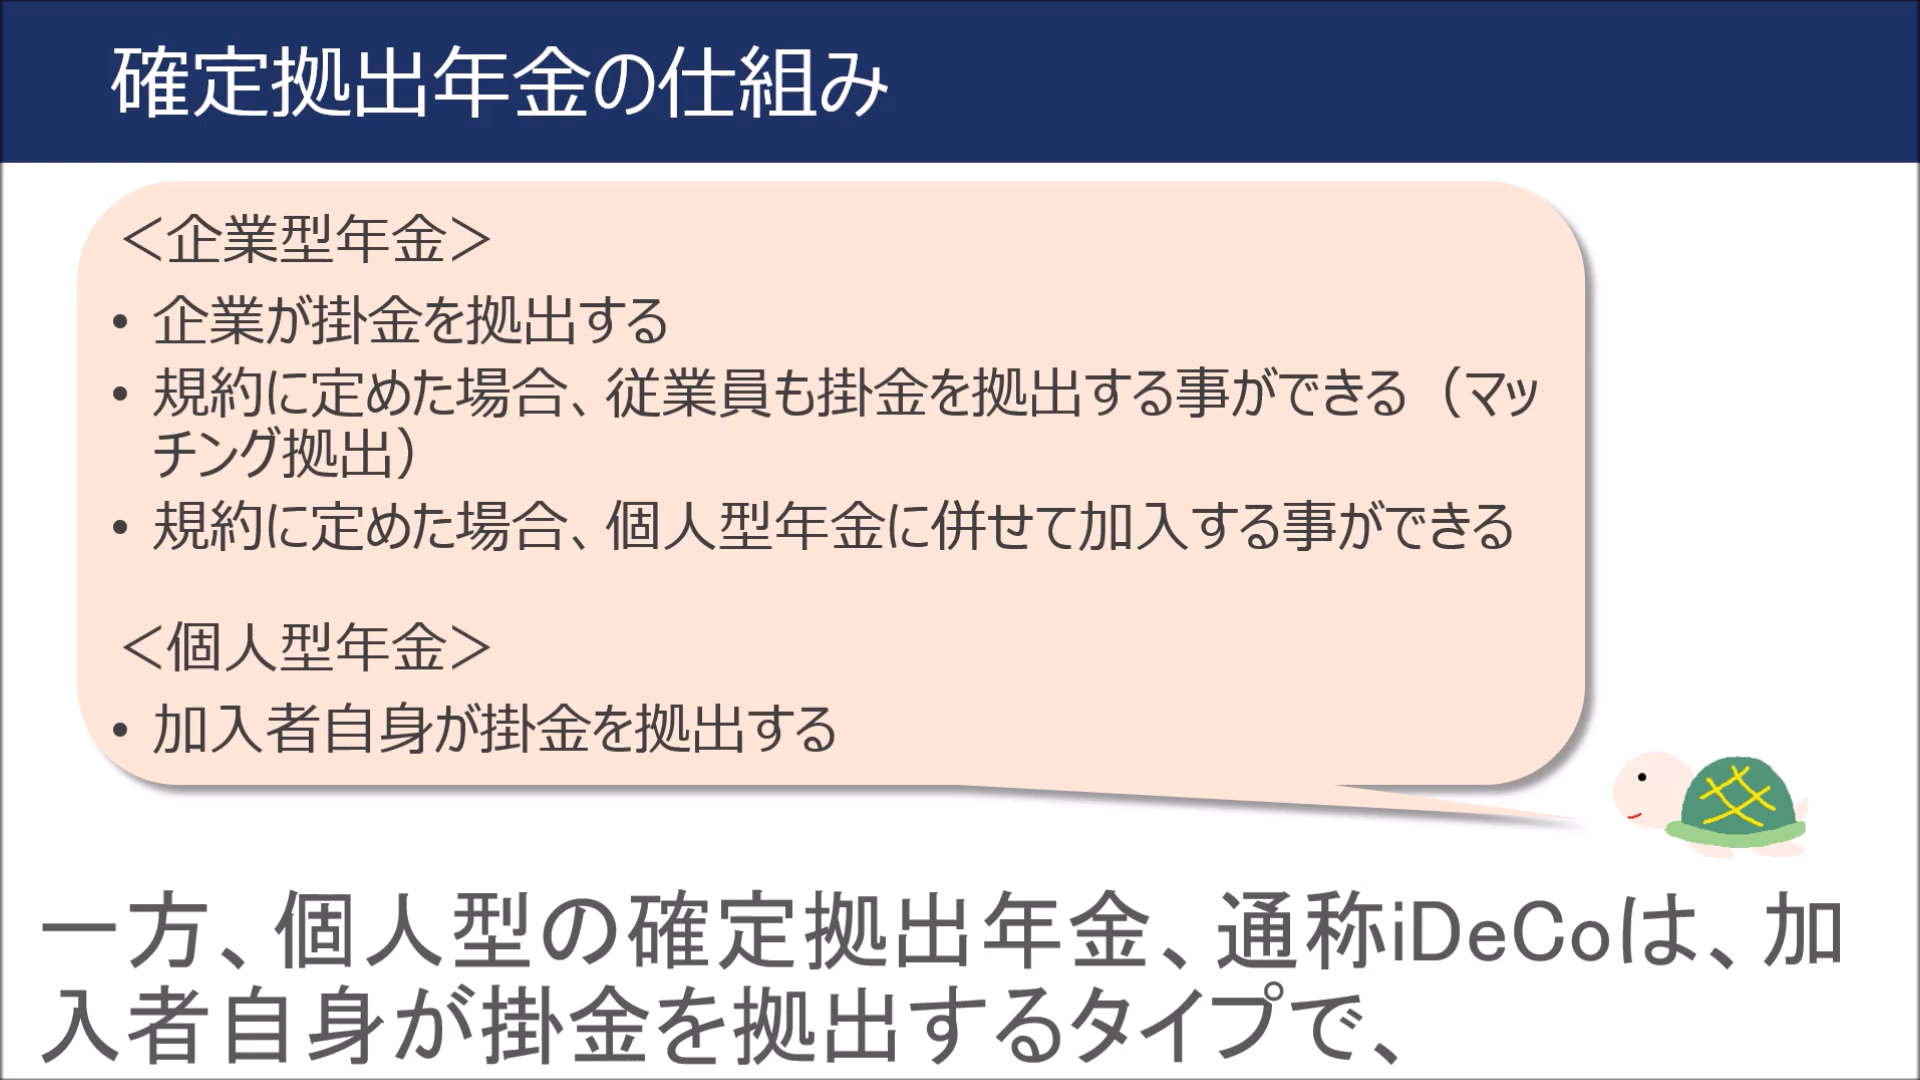 確定拠出年金の仕組み
＜企業型年金＞
• 企業が掛金を拠出する
• 規約に定めた場合、従業員も掛金を拠出する事ができる（マッ
チング拠出）
• 規約に定めた場合、個人型年金に併せて加入する事ができる
＜個人型年金＞
• 加入者自身が掛金を拠出する
一方、個人型の確定拠出年金、通称iDeCoは、加
入者自身が掛金を拠出するタイプで、